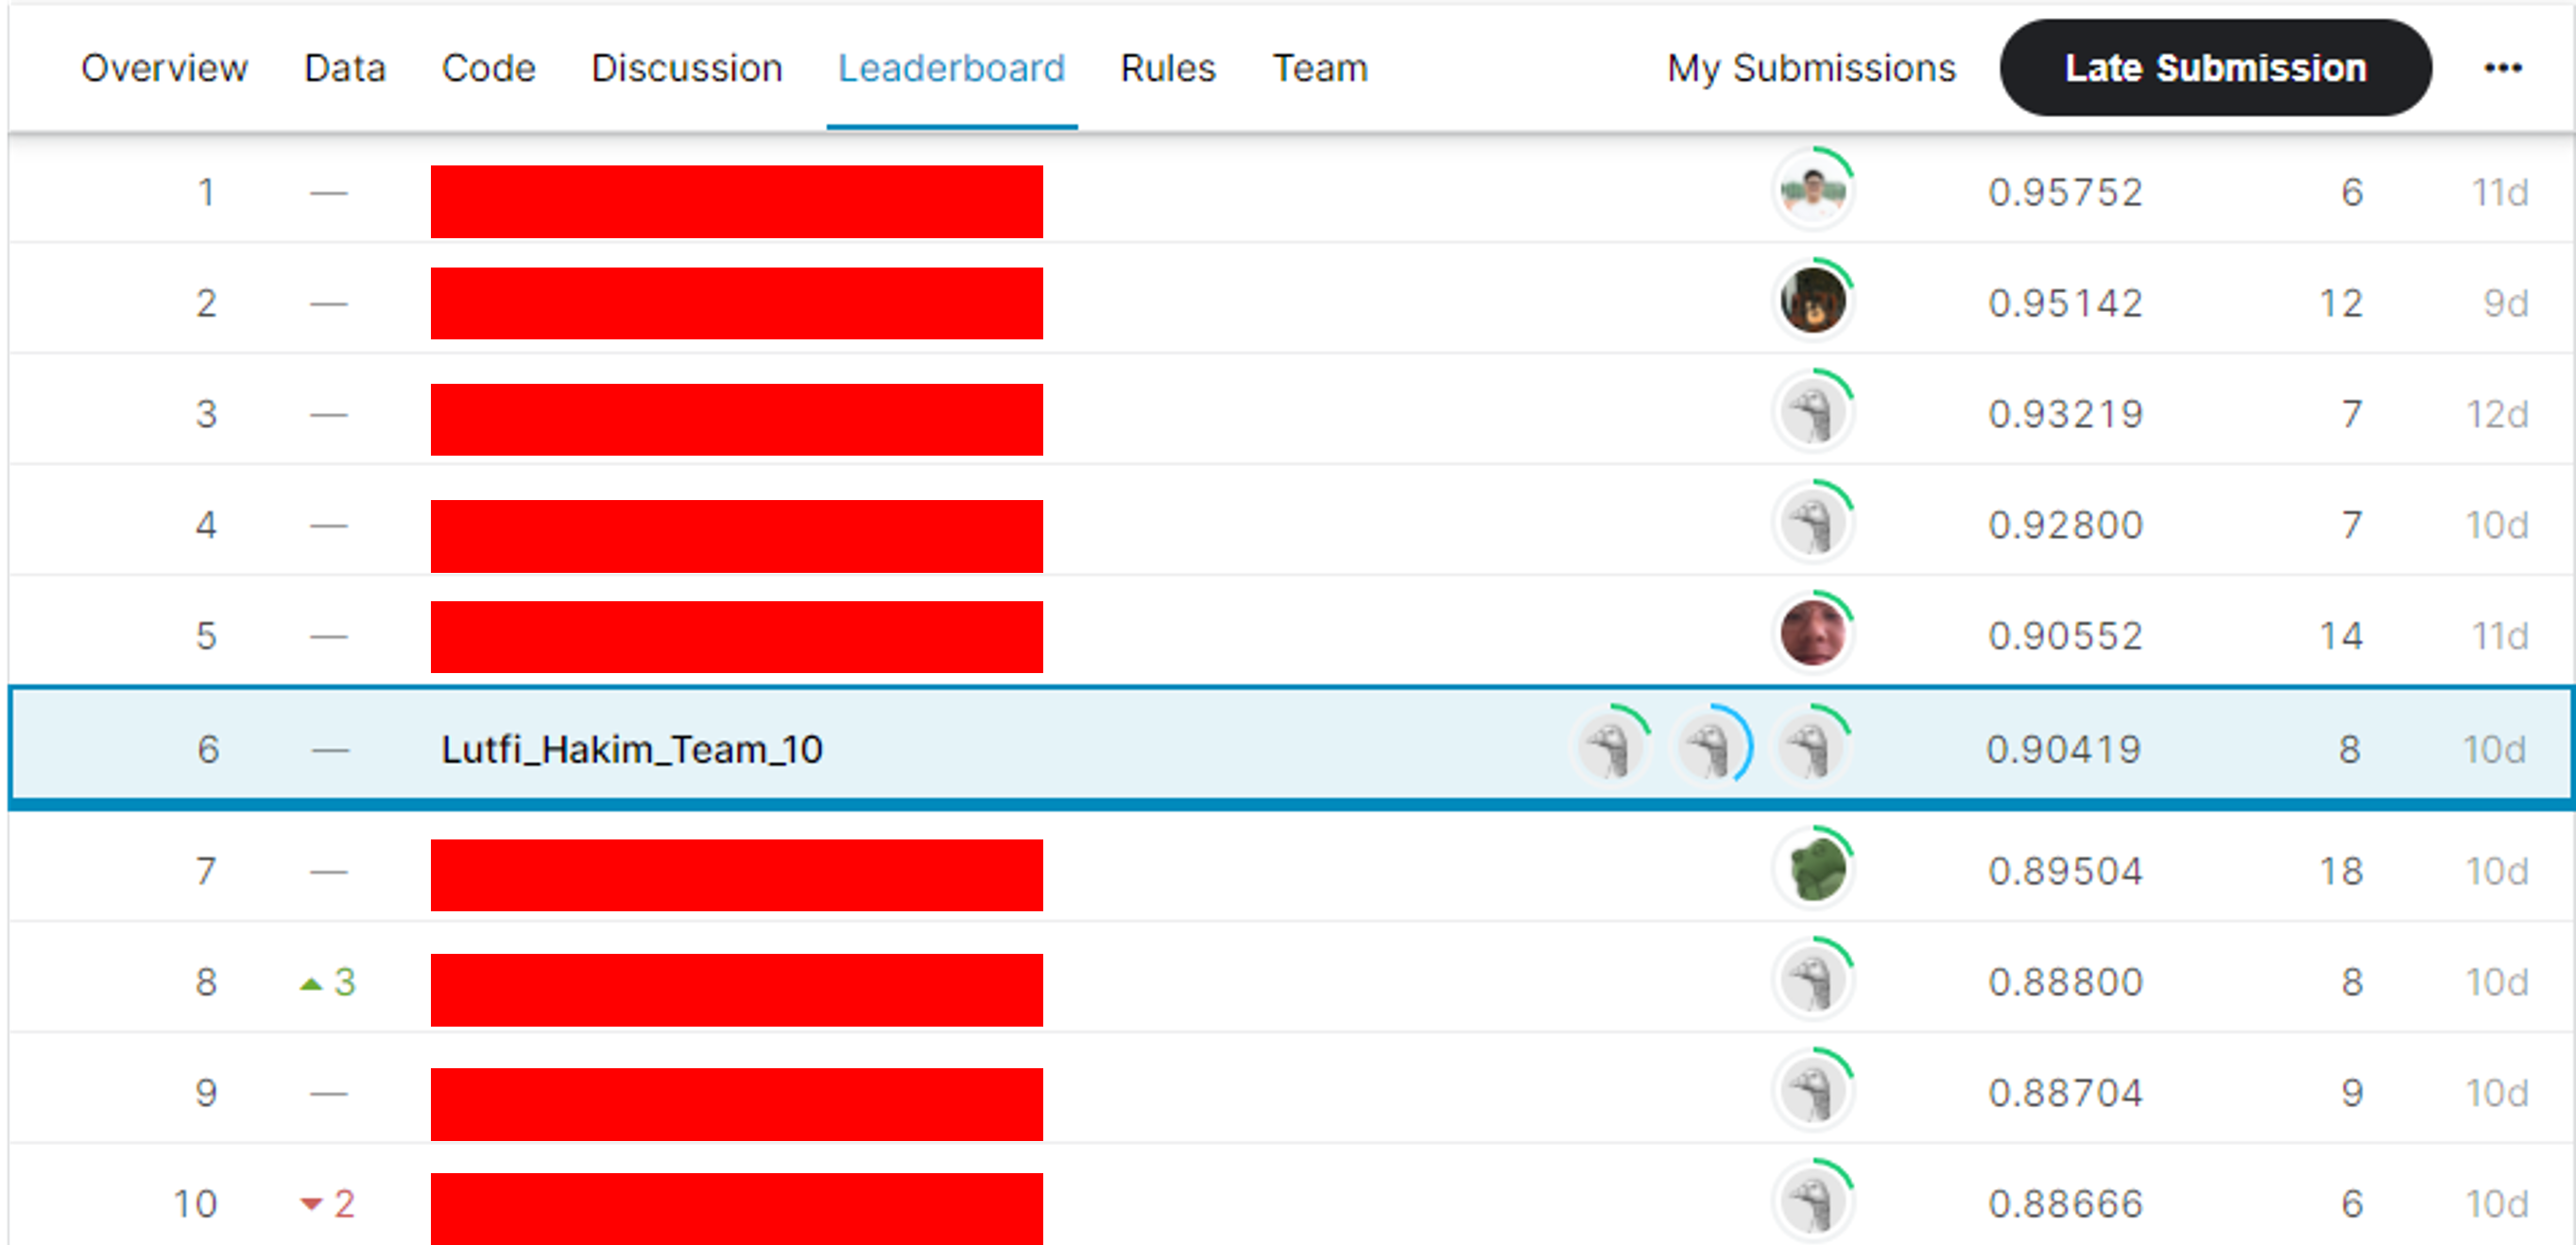 Overview Data Code Discussion Leaderboard Rules Team My Submissions Late Submission •••
1 — 0.95752 6 11d
2 — 0.95142 12 9d
3 — 0.93219 7 12d
4 — 0.92800 7 10d
5 — 0.90552 14 11d
6 — Lutfi_Hakim_Team_10 0.90419 8 10d
7 — 0.89504 18 10d
8 ▲ 3 0.88800 8 10d
9 — 0.88704 9 10d
10 ▼ 2 0.88666 6 10d